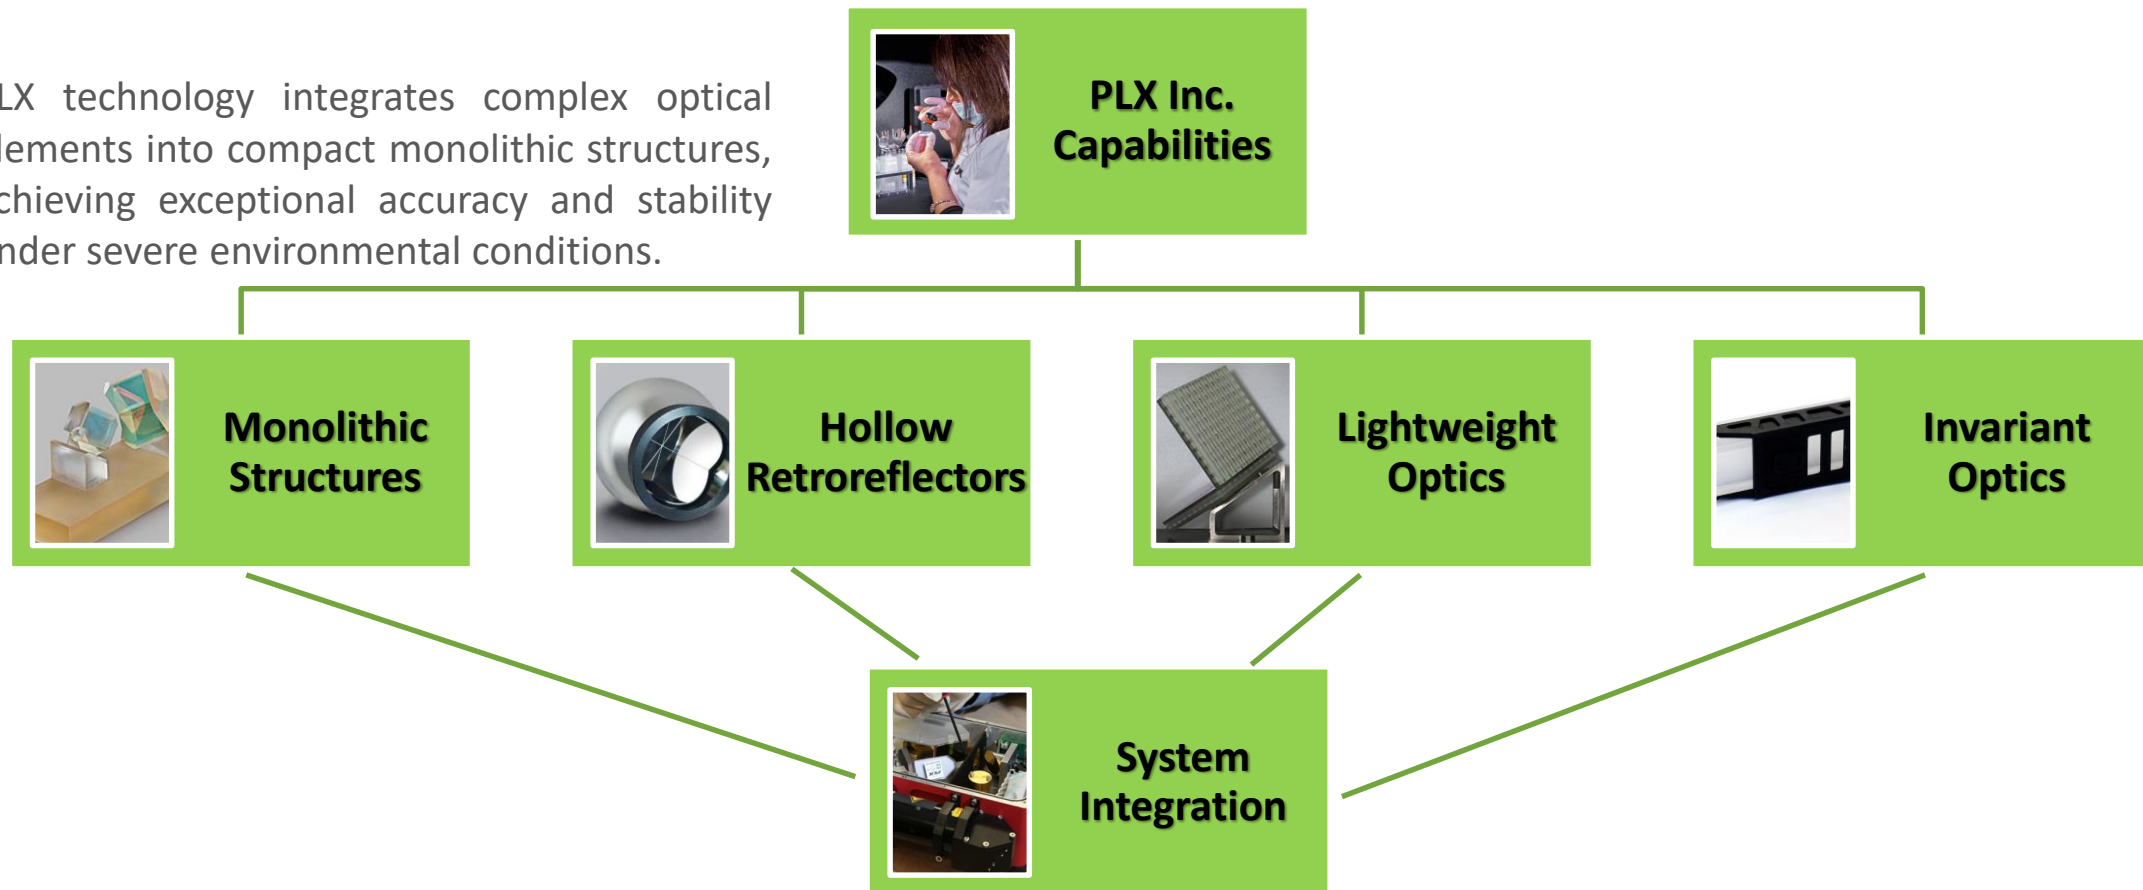 LX technology integrates complex optical
lements into compact monolithic structures,
chieving exceptional accuracy and stability
nder severe environmental conditions.
PLX Inc.
Capabilities
Monolithic
Structures
Hollow
Retroreflectors
Lightweight
Optics
Invariant
Optics
System
Integration